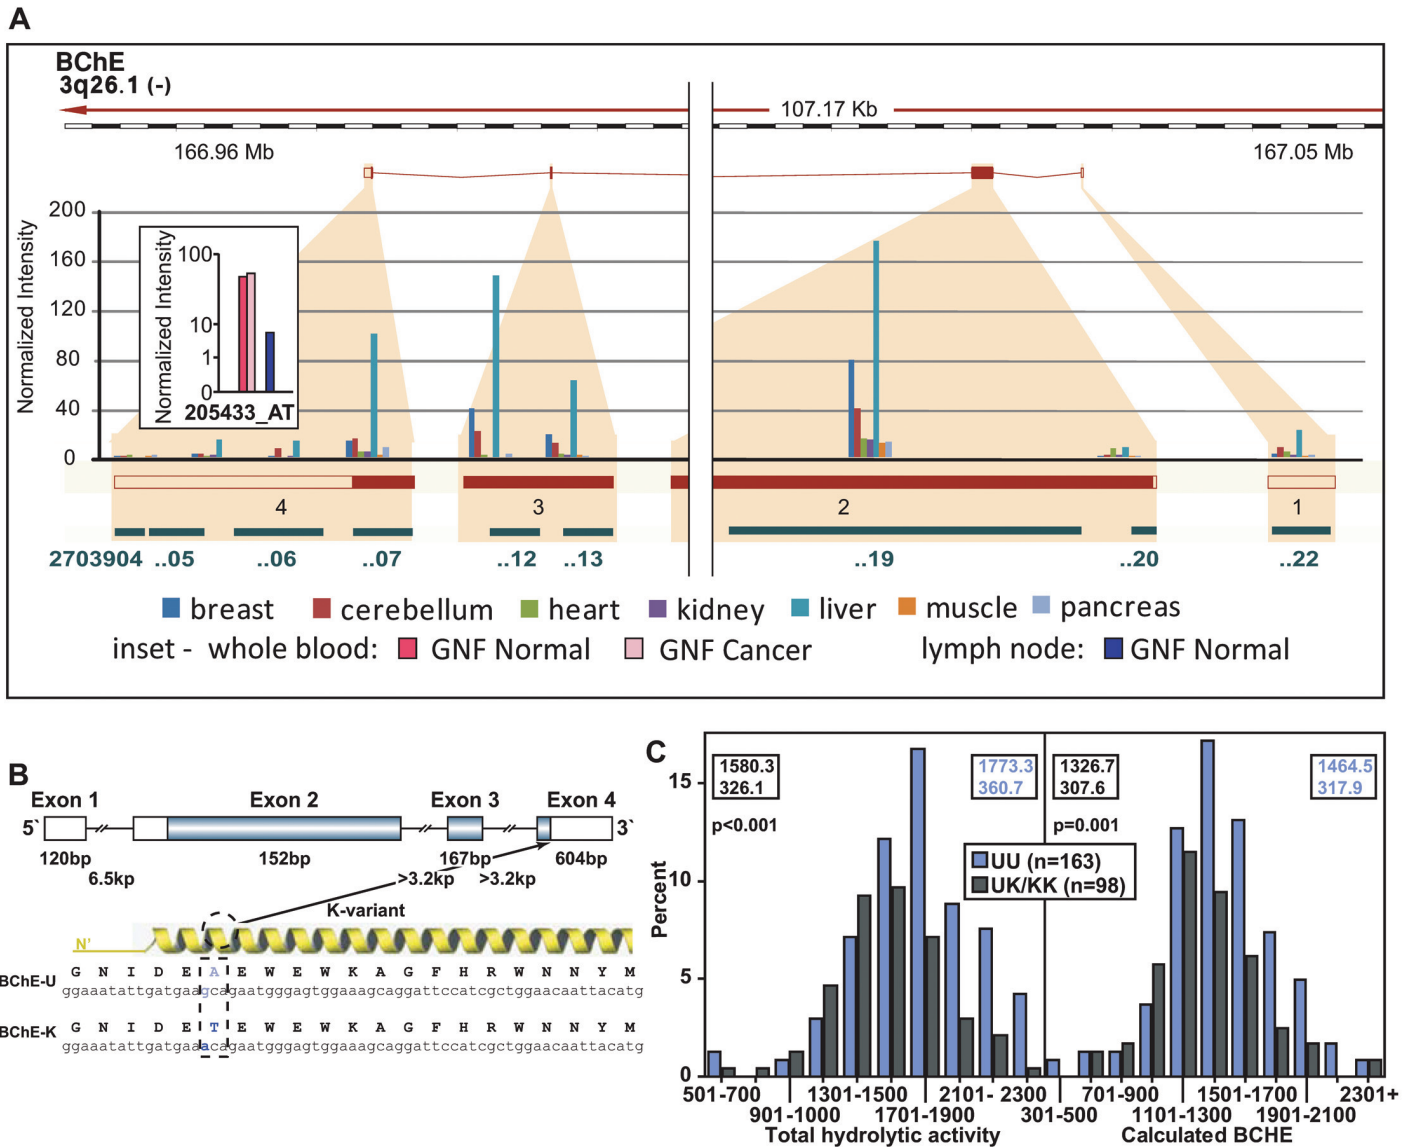 A
BChE
3q26.1 (-)
107.17 Kb
166.96 Mb
167.05 Mb
Normalized Intensity
200
160
120
80
40
0
Normalized Intensity
100
10
1
0
205433_AT
4
3
2
1
2703904 ..05 ..06 ..07 ..12 ..13 ..19 ..20 ..22
breast cerebellum heart kidney liver muscle pancreas
inset - whole blood: GNF Normal GNF Cancer lymph node: GNF Normal
B
Exon 1 Exon 2 Exon 3 Exon 4
5` 3`
120bp 152bp 167bp 604bp
6.5kp >3.2kp >3.2kp
K-variant
N'
G N I D E A E W E W K A G F H R W N N Y M
BChE-U
ggaaatattgatgaagcagaatgggagtggaaagcaggattccatcgctggaacaattacatg
G N I D E T E W E W K A G F H R W N N Y M
BChE-K
ggaaatattgatgaaacagaatgggagtggaaagcaggattccatcgctggaacaattacatg
C
1580.3
326.1
p<0.001
1773.3
360.7
1326.7
307.6
p=0.001
1464.5
317.9
UU (n=163)
UK/KK (n=98)
Percent
15
10
5
0
501-700 1301-1500 2101- 2300 701-900 1501-1700 2301+
901-1000 1701-1900 301-500 1101-1300 1901-2100
Total hydrolytic activity Calculated BCHE